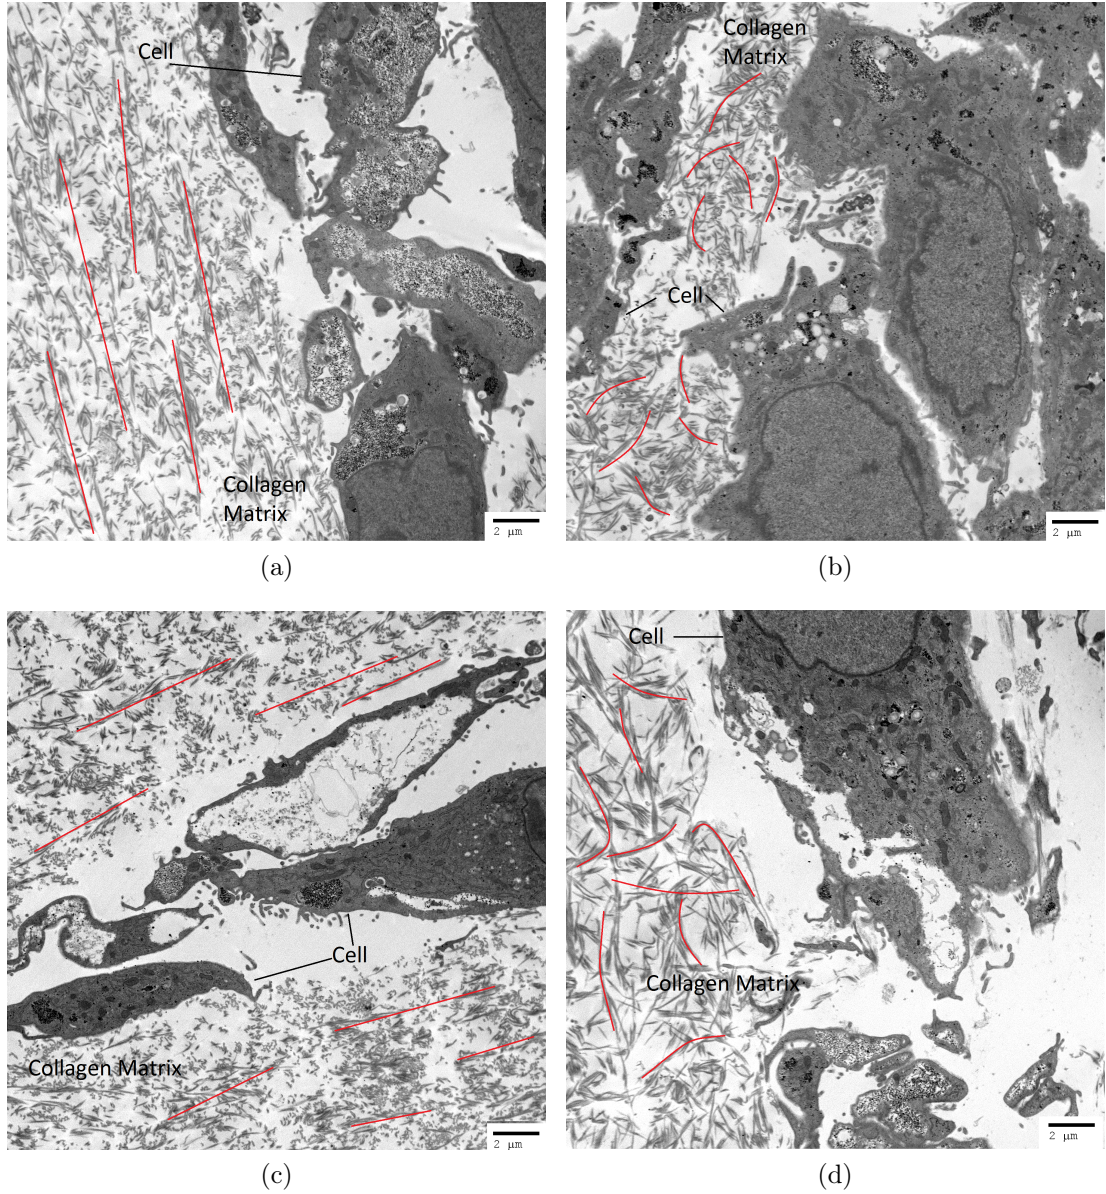 Cell
Collagen
Matrix
2 μm
(a)
Collagen
Matrix
Cell
2 μm
(b)
Cell
Collagen Matrix
2 μm
(c)
Cell
Collagen Matrix
2 μm
(d)